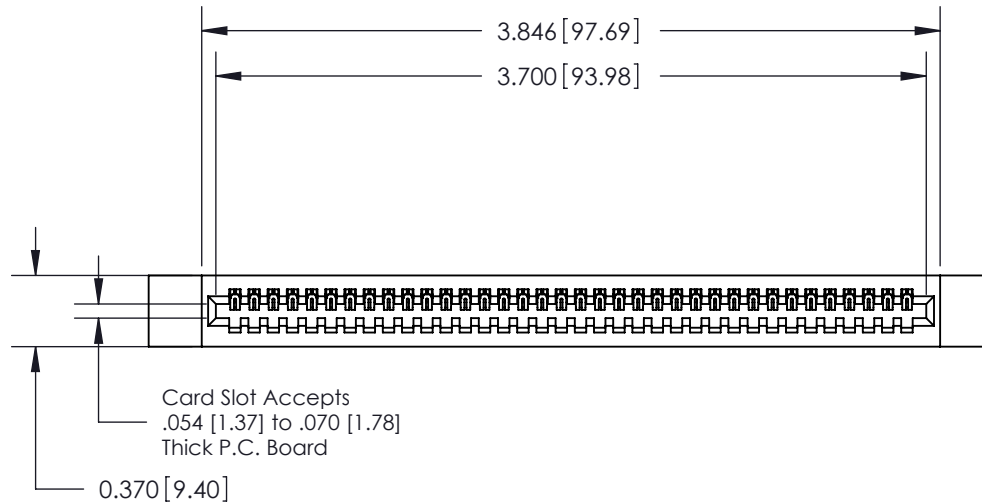 3.846 [97.69]
3.700 [93.98]
Card Slot Accepts
.054 [1.37] to .070 [1.78]
Thick P.C. Board
0.370 [9.40]